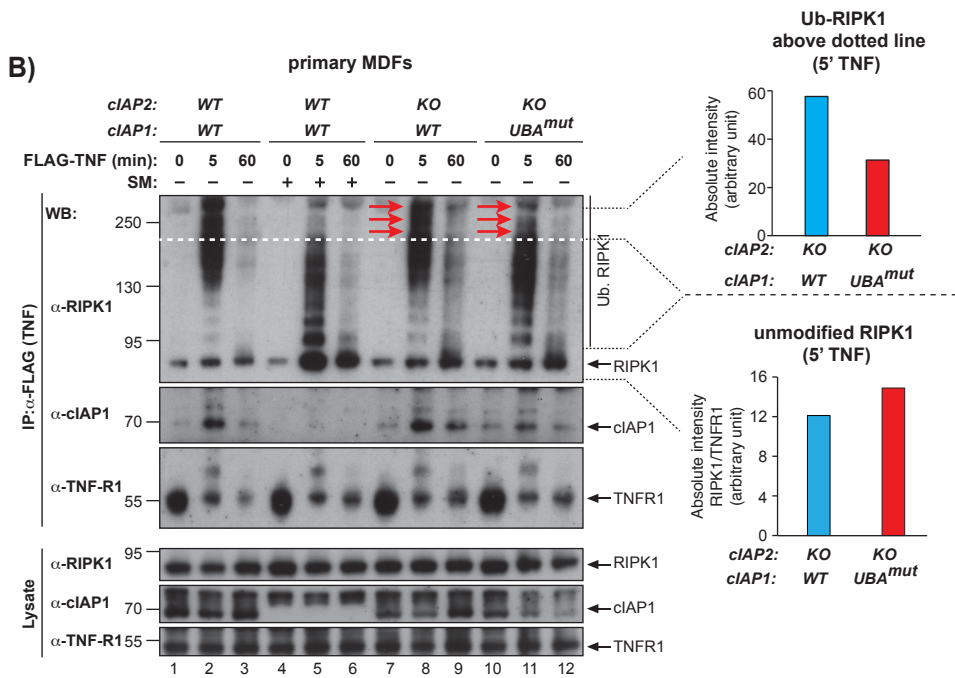 B)
primary MDFs
cIAP2: WT WT KO KO
cIAP1: WT WT WT UBAmut
FLAG-TNF (min): 0 5 60 0 5 60 0 5 60 0 5 60
SM: – – – + + + – – – – – –
WB:
250
130
95
α-RIPK1
Ub. RIPK1
RIPK1
IP:α-FLAG (TNF)
α-cIAP1
70
cIAP1
α-TNF-R1
55
TNFR1
Lysate
95
α-RIPK1
RIPK1
α-cIAP1
70
cIAP1
55
α-TNF-R1
TNFR1
1 2 3 4 5 6 7 8 9 10 11 12
Ub-RIPK1
above dotted line
(5' TNF)
Absolute intensity
(arbitrary unit)
60
40
20
0
cIAP2: KO KO
cIAP1: WT UBAmut
unmodified RIPK1
(5' TNF)
Absolute intensity
RIPK1/TNFR1
(arbitrary unit)
16
12
8
4
0
cIAP2: KO KO
cIAP1: WT UBAmut